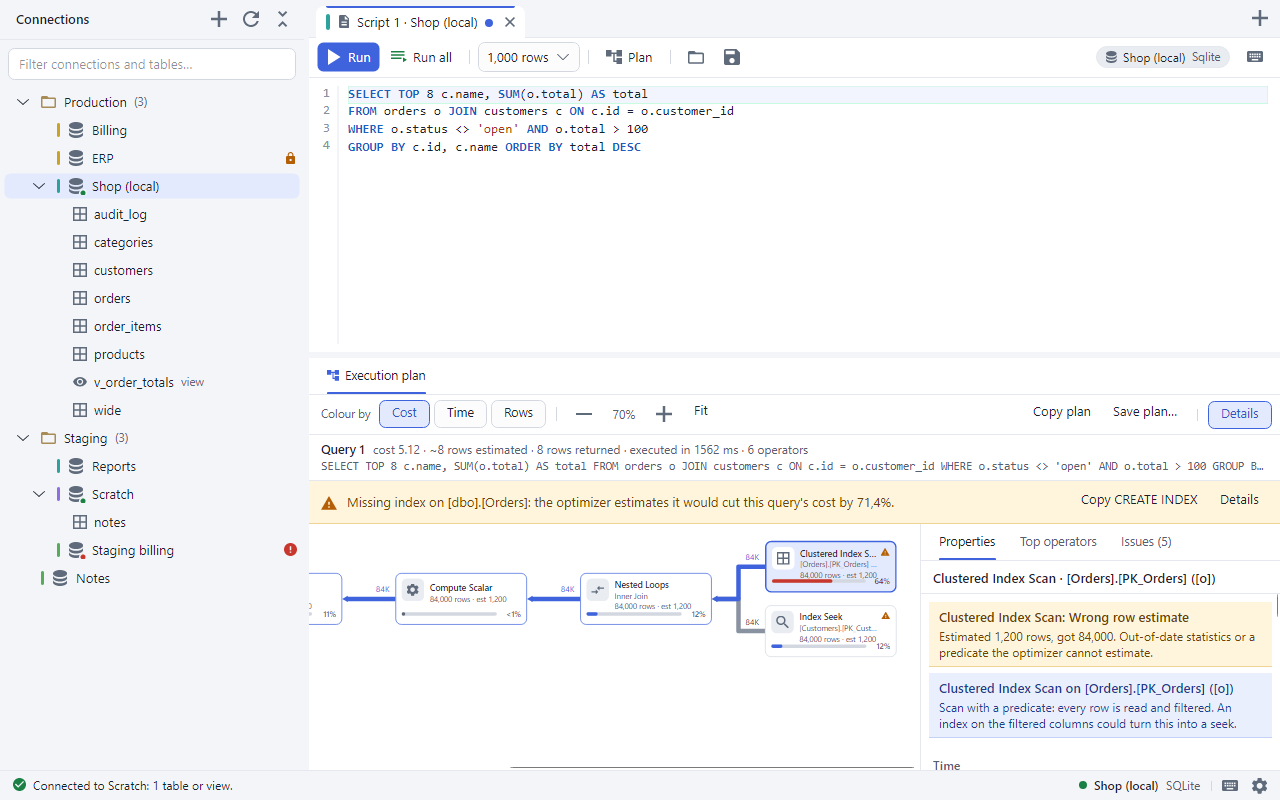 Connections
Filter connections and tables...
Production (3)
Billing
ERP
Shop (local)
audit_log
categories
customers
orders
order_items
products
v_order_totals view
wide
Staging (3)
Reports
Scratch
notes
Staging billing
Notes
Script 1 · Shop (local)
Run
Run all
1,000 rows
Plan
Shop (local) Sqlite
1 SELECT TOP 8 c.name, SUM(o.total) AS total
2 FROM orders o JOIN customers c ON c.id = o.customer_id
3 WHERE o.status <> 'open' AND o.total > 100
4 GROUP BY c.id, c.name ORDER BY total DESC
Execution plan
Colour by Cost Time Rows 70% Fit Copy plan Save plan... Details
Query 1 cost 5.12 · ~8 rows estimated · 8 rows returned · executed in 1562 ms · 6 operators
SELECT TOP 8 c.name, SUM(o.total) AS total FROM orders o JOIN customers c ON c.id = o.customer_id WHERE o.status <> 'open' AND o.total > 100 GROUP B…
Missing index on [dbo].[Orders]: the optimizer estimates it would cut this query's cost by 71,4%. Copy CREATE INDEX Details
11%
84K
Compute Scalar
84,000 rows · est 1,200
<1%
84K
Nested Loops
Inner Join
84,000 rows · est 1,200
12%
84K
Clustered Index S...
[Orders].[PK_Orders] ...
84,000 rows · est 1,200
64%
84K
Index Seek
[Customers].[PK_Cust...
84,000 rows · est 1,200
12%
Properties Top operators Issues (5)
Clustered Index Scan · [Orders].[PK_Orders] ([o])
Clustered Index Scan: Wrong row estimate
Estimated 1,200 rows, got 84,000. Out-of-date statistics or a
predicate the optimizer cannot estimate.
Clustered Index Scan on [Orders].[PK_Orders] ([o])
Scan with a predicate: every row is read and filtered. An
index on the filtered columns could turn this into a seek.
Time
Connected to Scratch: 1 table or view.
Shop (local) SQLite